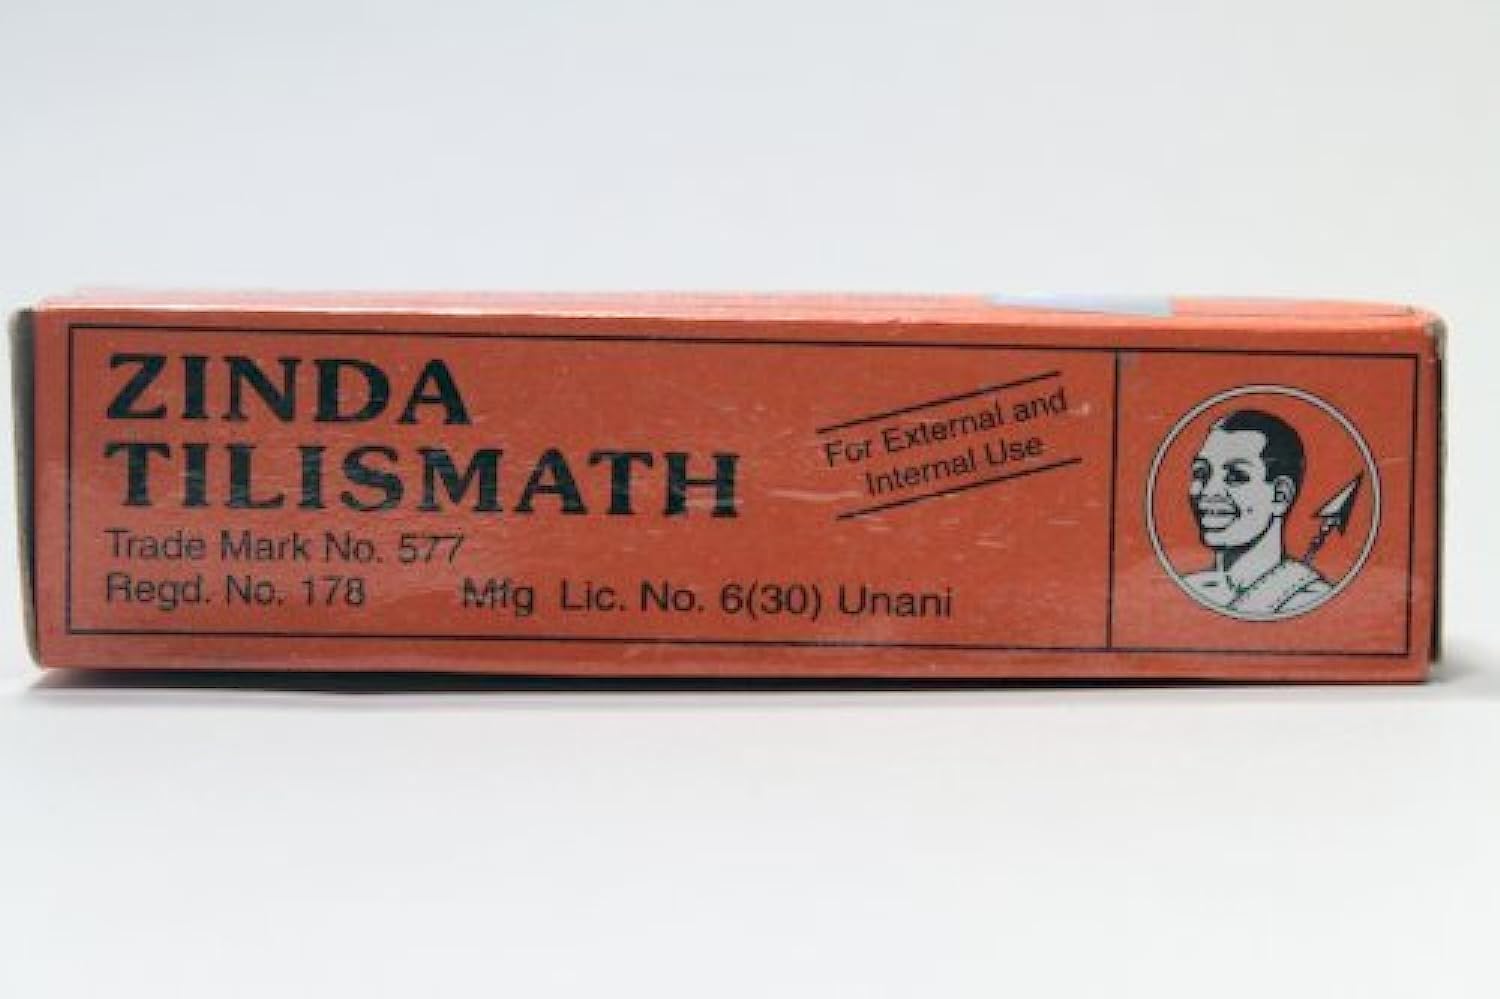 ZINDA
TILISMATH
For External and
Internal Use
Trade Mark No. 577
Regd. No. 178 Mfg Lic. No. 6(30) Unani